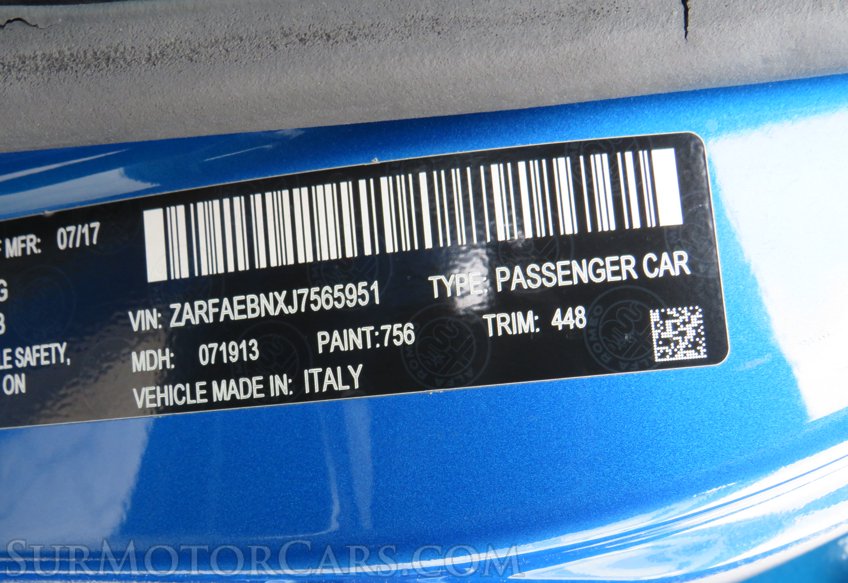 F MFR: 07/17
G
VIN: ZARFAEBNXJ7565951 TYPE: PASSENGER CAR
B
MDH: 071913 PAINT:756 TRIM: 448
LE SAFETY,
ON
VEHICLE MADE IN: ITALY
SURMOTORCARS.COM